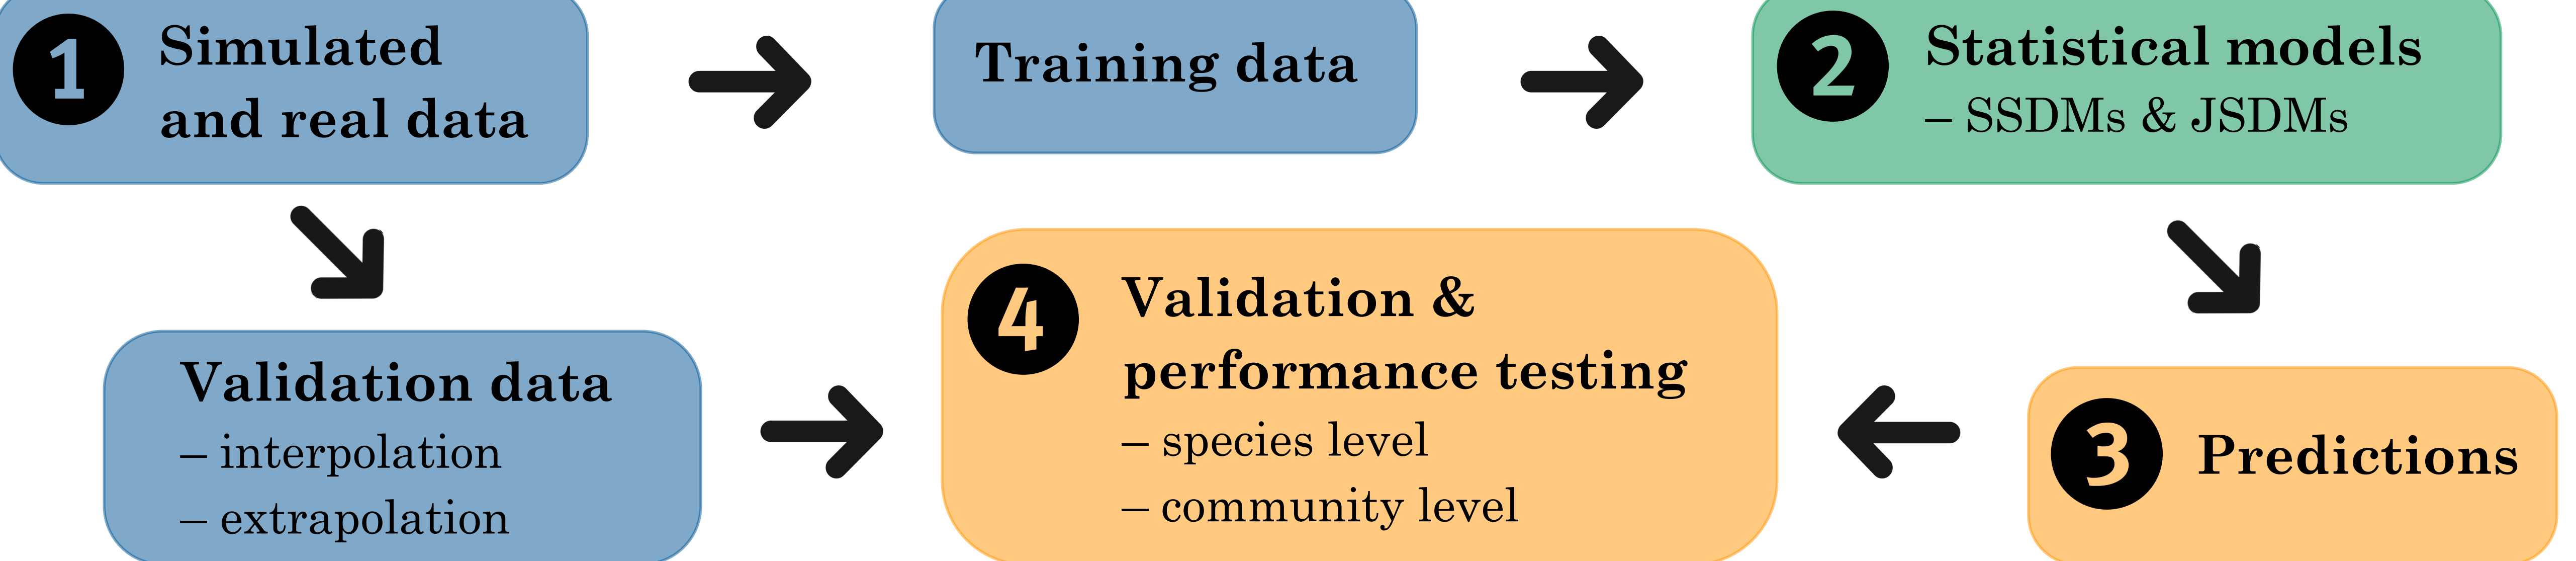 1
Simulated
and real data
Training data
2
Statistical models
– SSDMs & JSDMs
Validation data
– interpolation
– extrapolation
4
Validation &
performance testing
– species level
– community level
3
Predictions